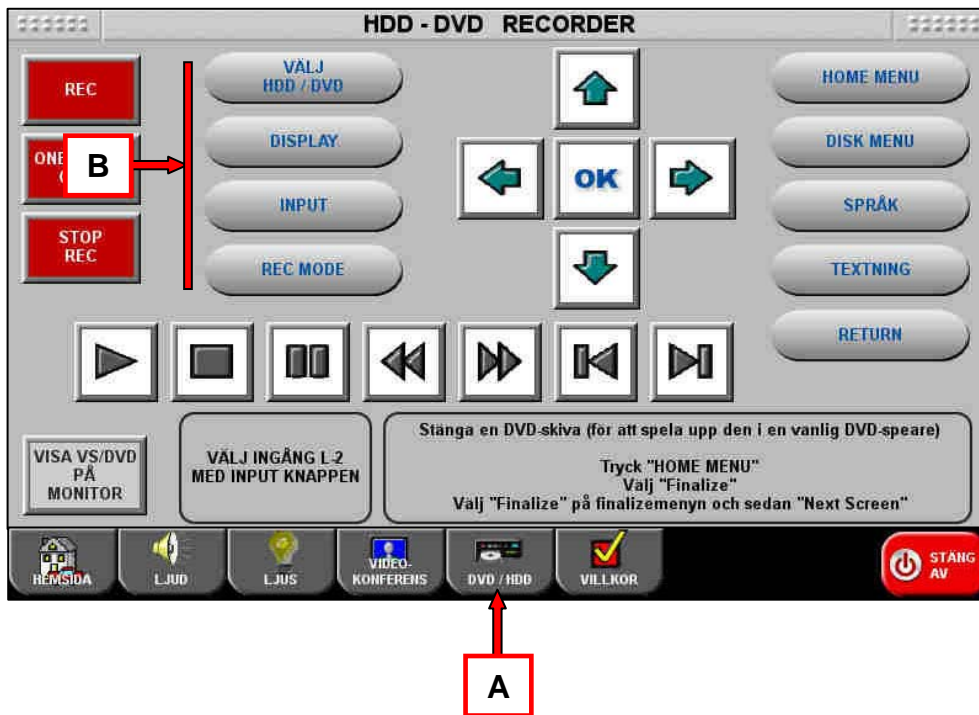 HDD - DVD RECORDER
REC
ONE
STOP
REC
B
VÄLJ
HDD / DVD
DISPLAY
INPUT
REC MODE
OK
HOME MENU
DISK MENU
SPRÅK
TEXTNING
RETURN
VISA VS/DVD
PÅ
MONITOR
VÄLJ INGÅNG L-2
MED INPUT KNAPPEN
Stänga en DVD-skiva (för att spela upp den i en vanlig DVD-speare)
Tryck "HOME MENU"
Välj "Finalize"
Välj "Finalize" på finalizemenyn och sedan "Next Screen"
HEMSIDA
LJUD
LJUS
VIDEO-
KONFERENS
DVD / HDD
VILLKOR
STÄNG
AV
A